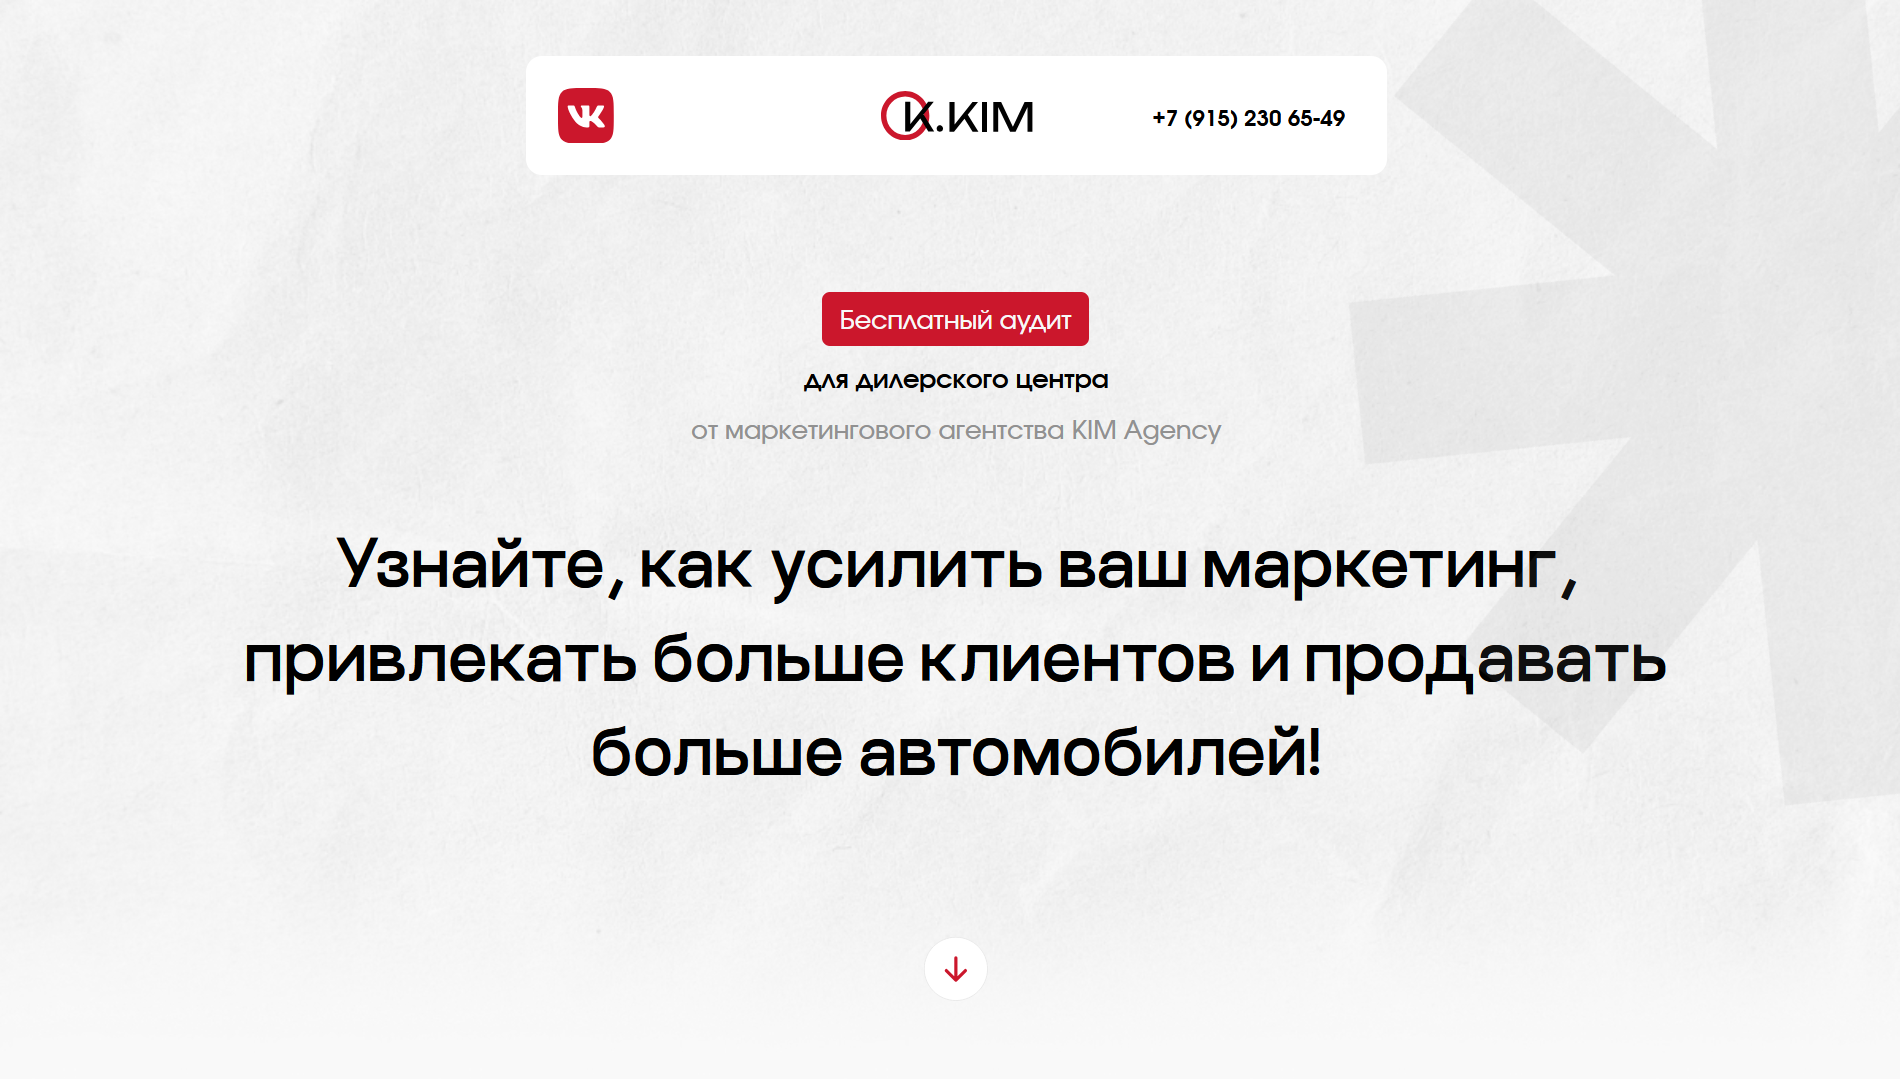 K.KIM
+7 (915) 230 65-49
Бесплатный аудит
для дилерского центра
от маркетингового агентства KIM Agency
Узнайте, как усилить ваш маркетинг,
привлекать больше клиентов и продавать
больше автомобилей!